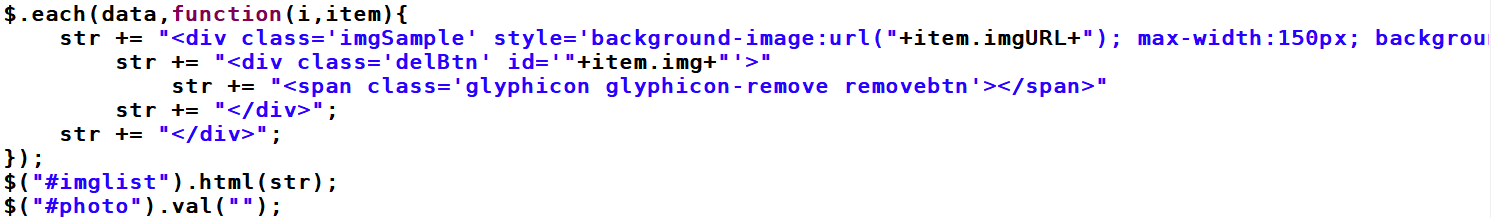 $.each(data,function(i,item){
    str += "<div class='imgSample' style='background-image:url("+item.imgURL+"); max-width:150px;
        str += "<div class='delBtn' id='"+item.img+"'>"
            str += "<span class='glyphicon glyphicon-remove removebtn'></span>"
        str += "</div>";
    str += "</div>";
});
$("#imglist").html(str);
$("#photo").val("");